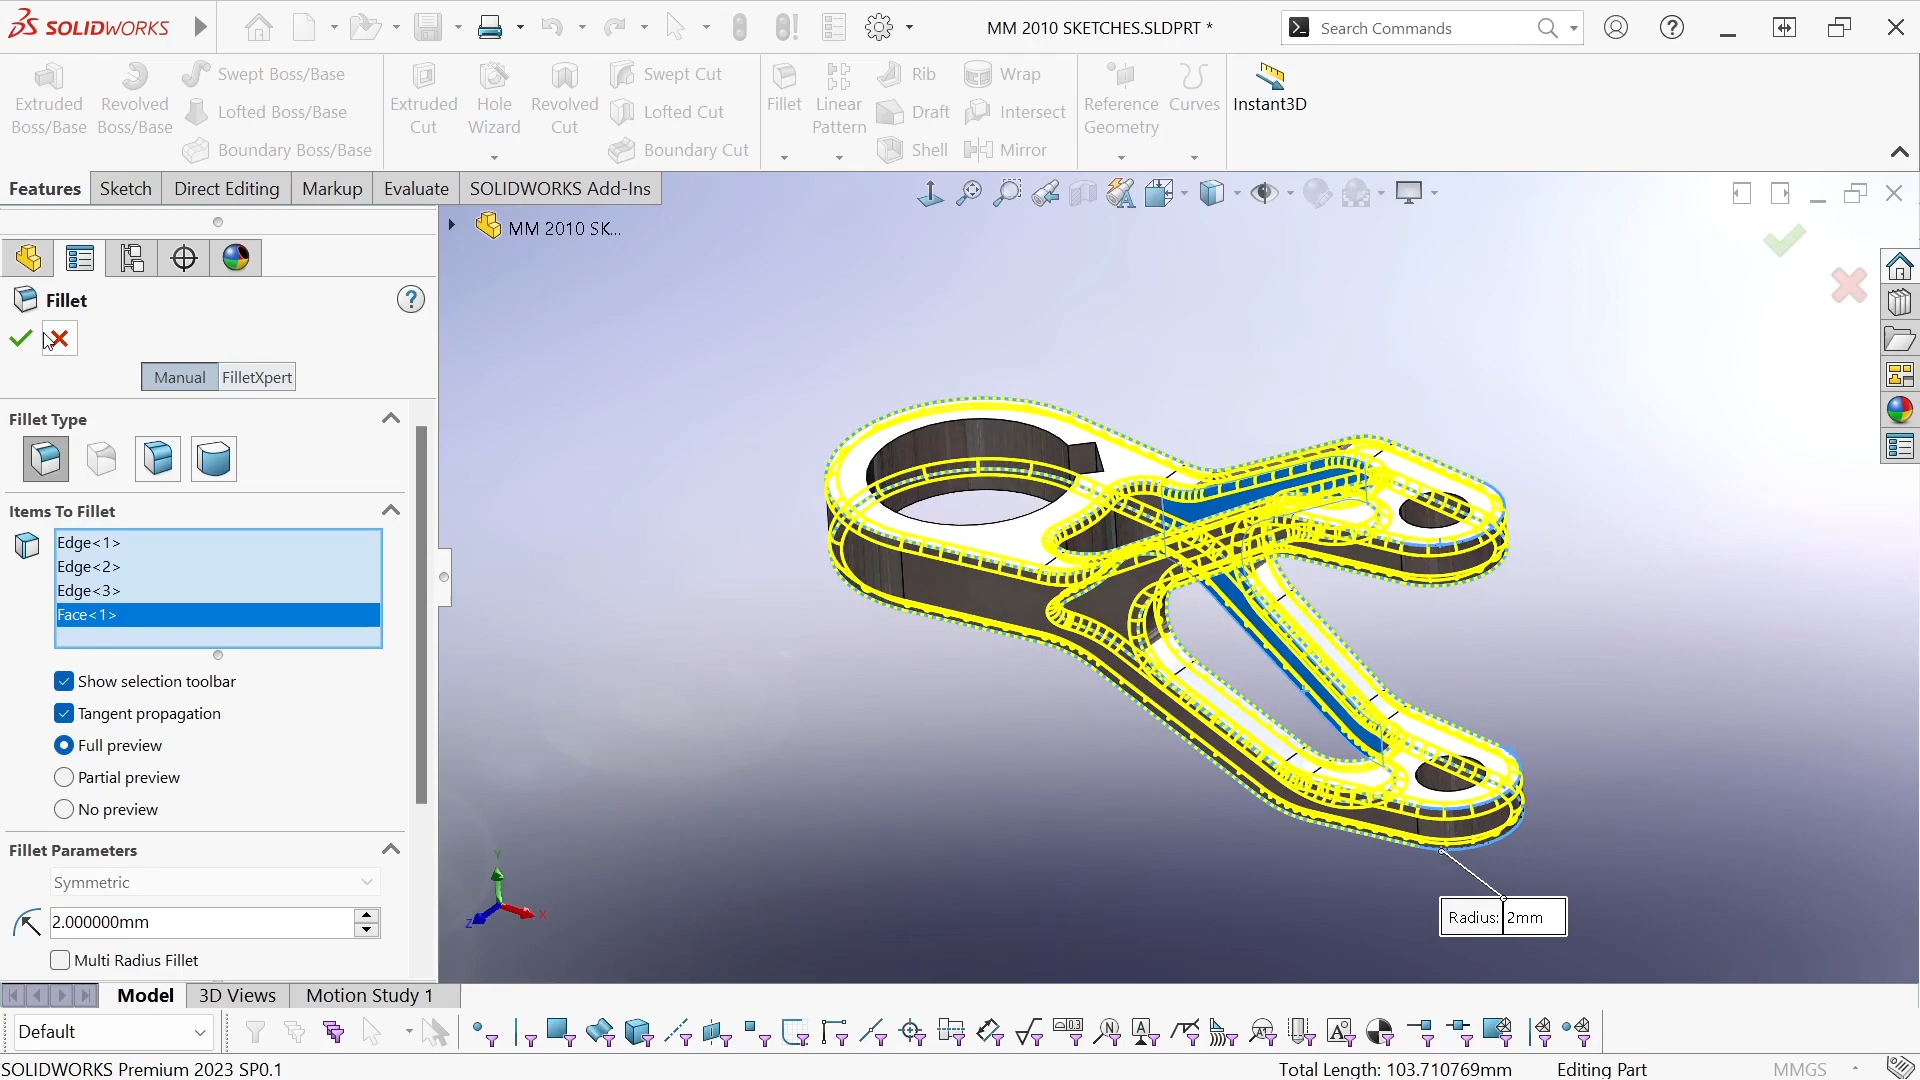 SOLIDWORKS
MM 2010 SKETCHES.SLDPRT *
Search Commands
Extruded Boss/Base
Revolved Boss/Base
Swept Boss/Base
Lofted Boss/Base
Boundary Boss/Base
Extruded Cut
Hole Wizard
Revolved Cut
Swept Cut
Lofted Cut
Boundary Cut
Fillet
Linear Pattern
Rib
Draft
Shell
Wrap
Intersect
Mirror
Reference Geometry
Curves
Instant3D
Features
Sketch
Direct Editing
Markup
Evaluate
SOLIDWORKS Add-Ins
MM 2010 SK...
Fillet
Manual
FilletXpert
Fillet Type
Items To Fillet
Edge<1>
Edge<2>
Edge<3>
Face<1>
Show selection toolbar
Tangent propagation
Full preview
Partial preview
No preview
Fillet Parameters
Symmetric
2.000000mm
Multi Radius Fillet
Y
X
Z
Radius: 2mm
Model
3D Views
Motion Study 1
Default
SOLIDWORKS Premium 2023 SP0.1
Total Length: 103.710769mm
Editing Part
MMGS